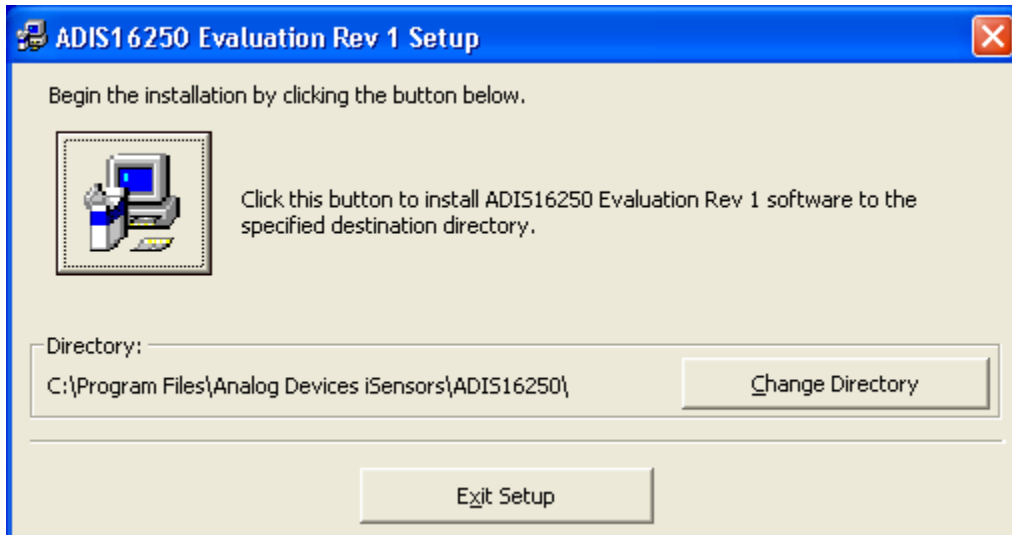 ADIS16250 Evaluation Rev 1 Setup
Begin the installation by clicking the button below.
Click this button to install ADIS16250 Evaluation Rev 1 software to the
specified destination directory.
Directory:
C:\Program Files\Analog Devices iSensors\ADIS16250\
Change Directory
Exit Setup